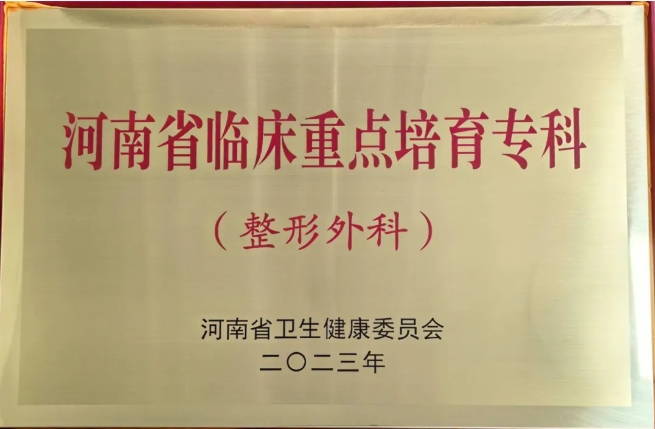 河南省临床重点培育专科
（整形外科）
河南省卫生健康委员会
二〇二三年